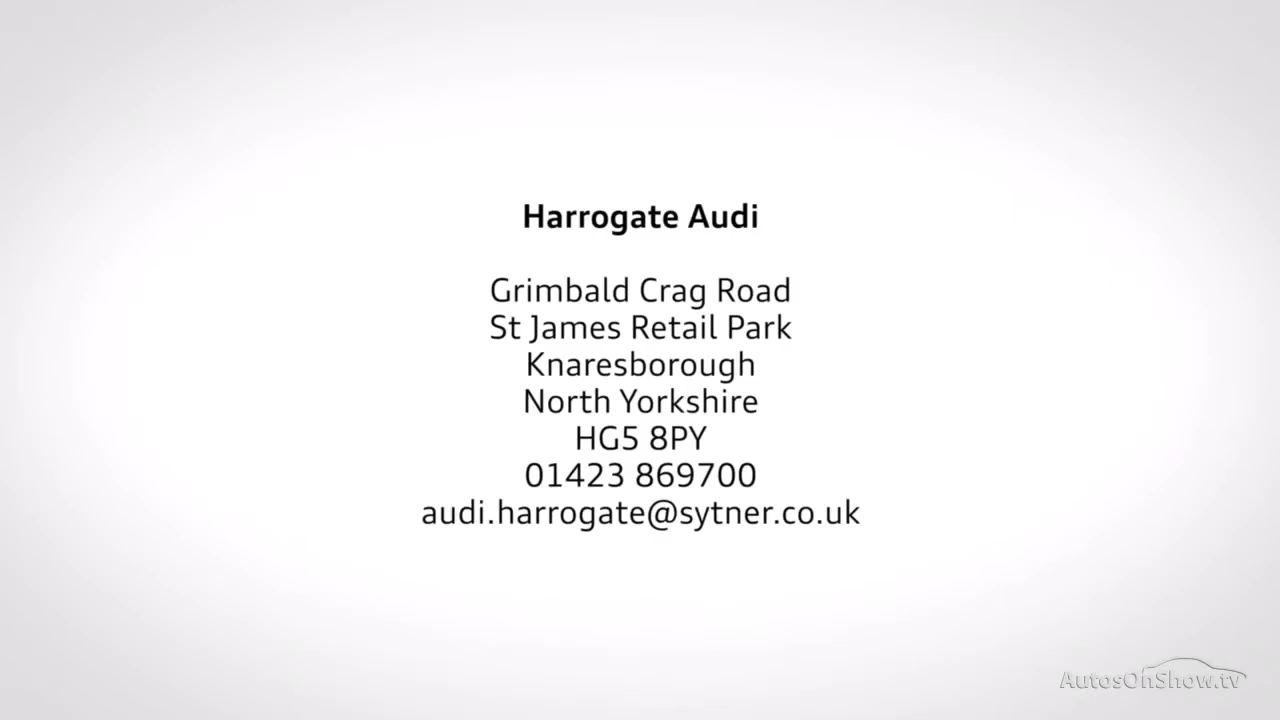 Harrogate Audi
Grimbald Crag Road
St James Retail Park
Knaresborough
North Yorkshire
HG5 8PY
01423 869700
audi.harrogate@sytner.co.uk
AutosOnShow.tv